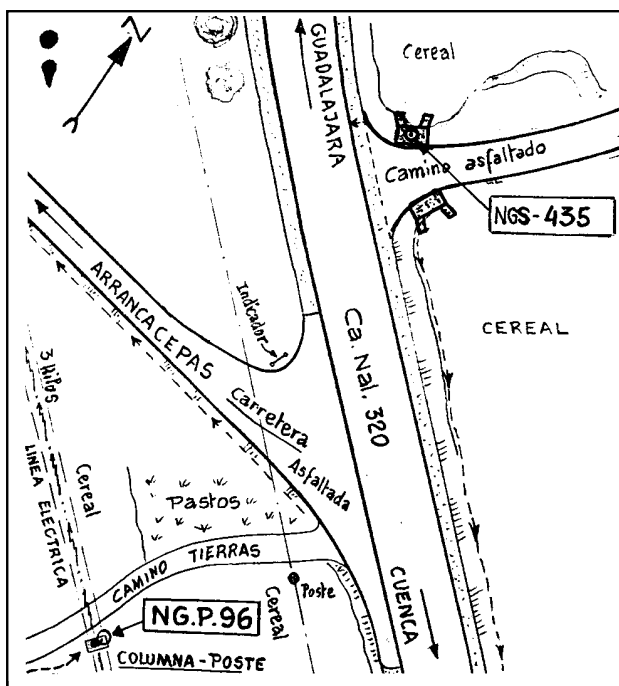 N
GUADALAJARA
Cereal
Camino asfaltado
NGS-435
CEREAL
ARRANCACEPAS
Indicador
Ca. Nal. 320
3 Hilos
LINEA ELECTRICA
Cereal
Carretera
Asfaltada
Pastos
CAMINO TIERRAS
Poste
Cereal
CUENCA
NG.P.96
COLUMNA-POSTE